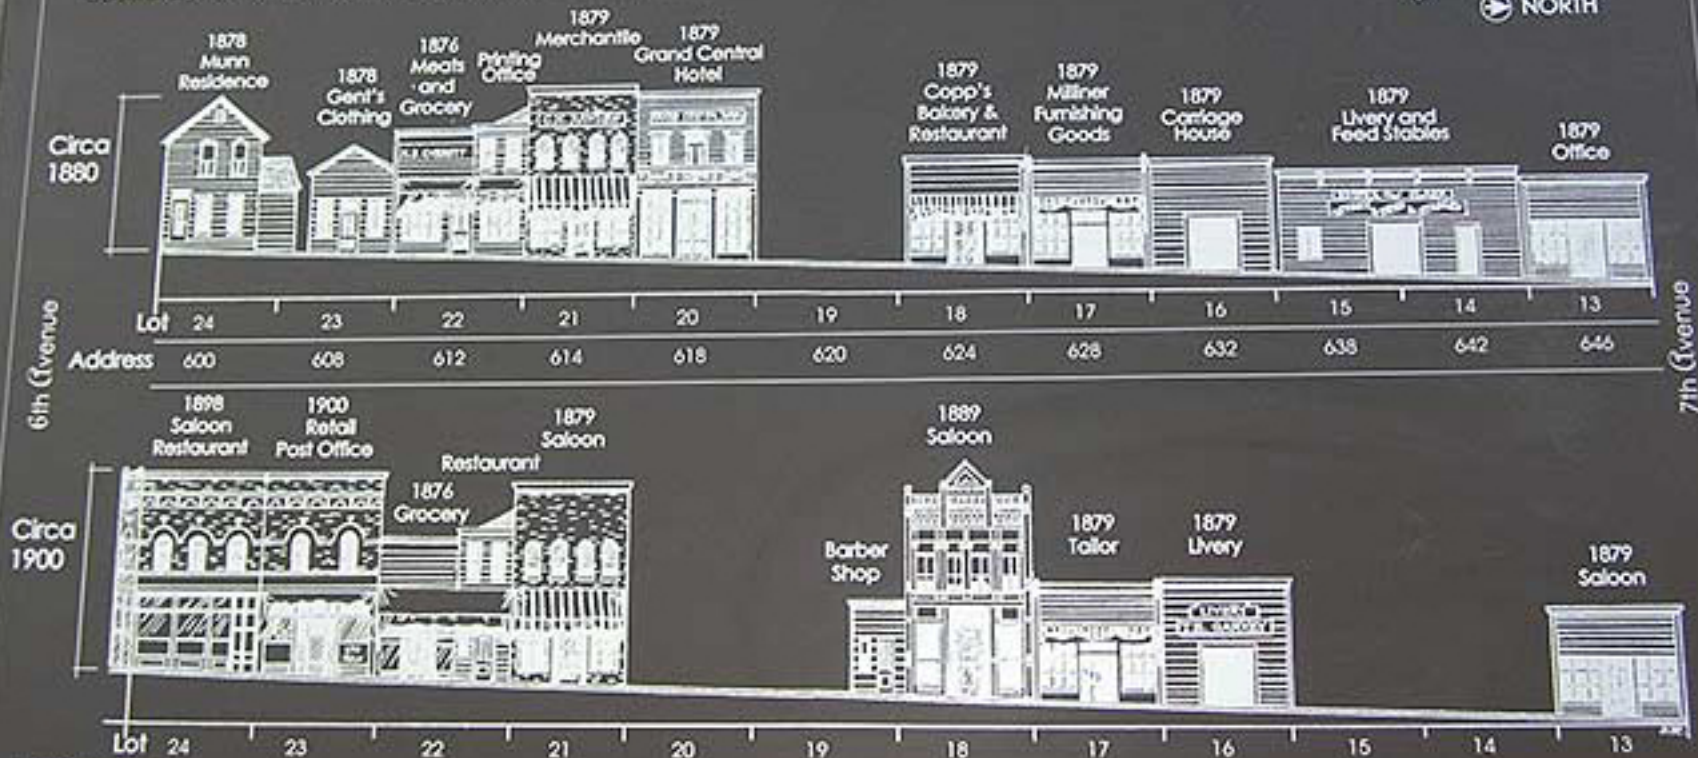 NORTH
1878
Munn
Residence
1878
Gent's
Clothing
1876
Meats
and
Grocery
Printing
Office
1879
Merchantile
1879
Grand Central
Hotel
1879
Copp's
Bakery &
Restaurant
1879
Milliner
Furnishing
Goods
1879
Carriage
House
1879
Livery and
Feed Stables
1879
Office
Circa
1880
Lot 24 23 22 21 20 19 18 17 16 15 14 13
Address 600 608 612 614 618 620 624 628 632 638 642 646
6th Avenue
7th Avenue
1898
Saloon
Restaurant
1900
Retail
Post Office
1876
Grocery
Restaurant
1879
Saloon
Barber
Shop
1889
Saloon
1879
Tailor
1879
Livery
1879
Saloon
Circa
1900
LIVERY
Lot 24 23 22 21 20 19 18 17 16 15 14 13